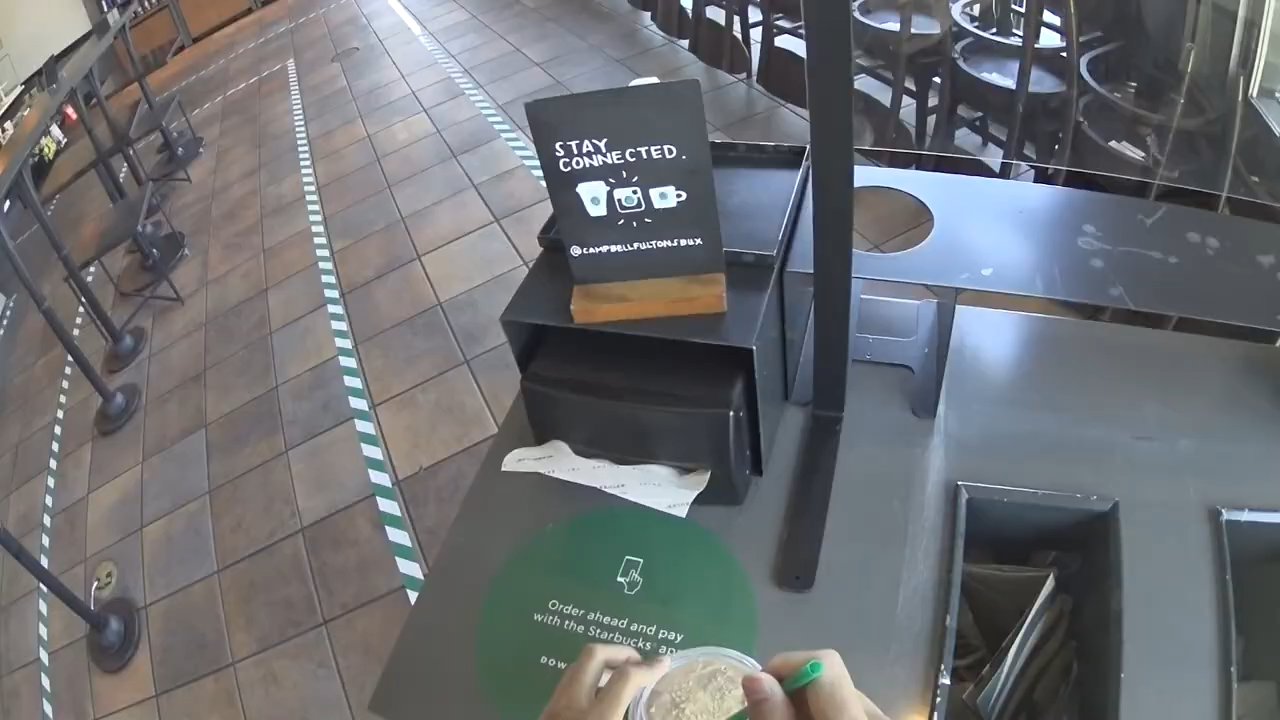 STAY
CONNECTED.
@CAMPBELLFULTONSBUX
Order ahead and pay
with the Starbucks® app